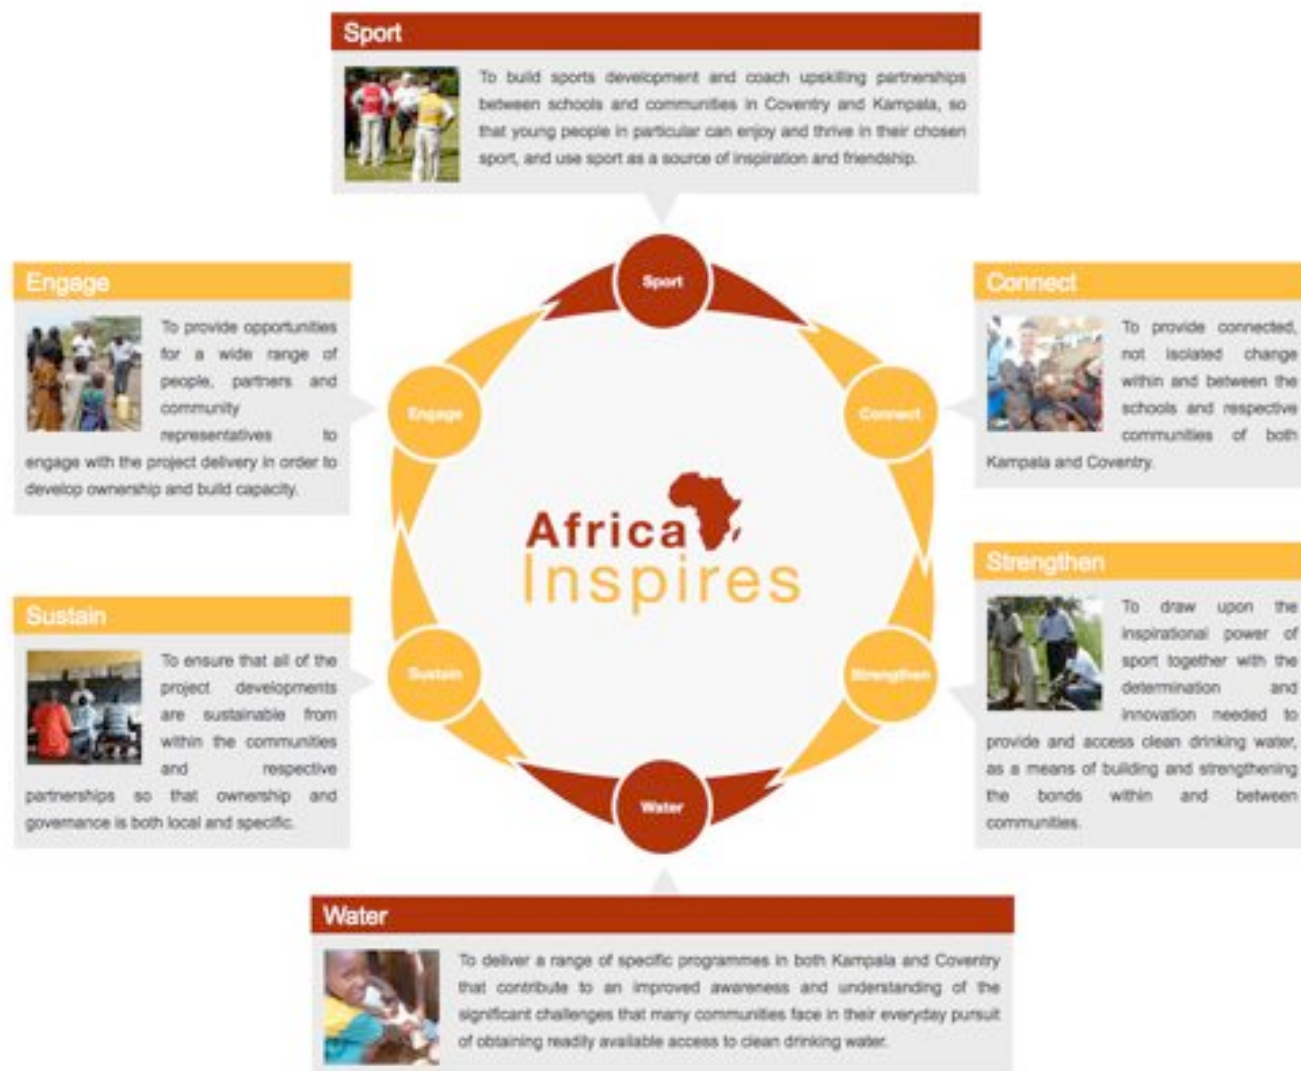 Sport
To build sports development and coach upskilling partnerships
between schools and communities in Coventry and Kampala, so
that young people in particular can enjoy and thrive in their chosen
sport, and use sport as a source of inspiration and friendship.
Engage
To provide opportunities
for a wide range of
people, partners and
community
representatives to
engage with the project delivery in order to
develop ownership and build capacity.
Connect
To provide connected,
not isolated change
within and between the
schools and respective
communities of both
Kampala and Coventry.
Sport
Engage
Connect
Africa
Inspires
Sustain
Strengthen
Water
Sustain
To ensure that all of the
project developments
are sustainable from
within the communities
and respective
partnerships so that ownership and
governance is both local and specific.
Strengthen
To draw upon the
inspirational power of
sport together with the
determination and
innovation needed to
provide and access clean drinking water,
as a means of building and strengthening
the bonds within and between
communities.
Water
To deliver a range of specific programmes in both Kampala and Coventry
that contribute to an improved awareness and understanding of the
significant challenges that many communities face in their everyday pursuit
of obtaining readily available access to clean drinking water.